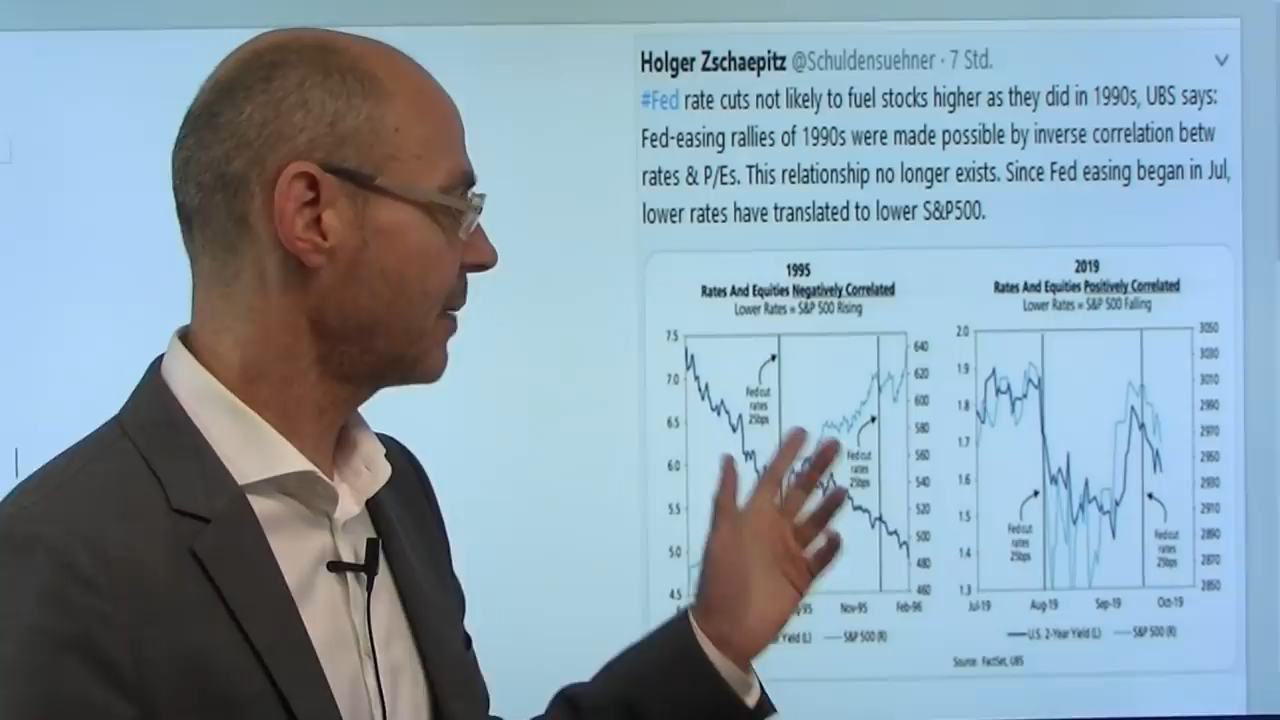 Holger Zschaepitz @Schuldensuehner · 7 Std.
#Fed rate cuts not likely to fuel stocks higher as they did in 1990s, UBS says:
Fed-easing rallies of 1990s were made possible by inverse correlation betw
rates & P/Es. This relationship no longer exists. Since Fed easing began in Jul,
lower rates have translated to lower S&P500.
1995
Rates And Equities Negatively Correlated
Lower Rates = S&P 500 Rising
7.5
7.0
6.5
6.0
5.5
5.0
4.5
640
620
600
580
560
540
520
500
480
460
Fed cut
rates
25bps
Fed cut
rates
25bps
Nov-95
Feb-96
Yield (L)
S&P 500 (R)
2019
Rates And Equities Positively Correlated
Lower Rates = S&P 500 Falling
2.0
1.9
1.8
1.7
1.6
1.5
1.4
1.3
3050
3030
3010
2990
2970
2950
2930
2910
2890
2870
2850
Fed cut
rates
25bps
Fed cut
rates
25bps
Jul-19
Aug-19
Sep-19
Oct-19
U.S. 2-Year Yield (L)
S&P 500 (R)
Source: FactSet, UBS